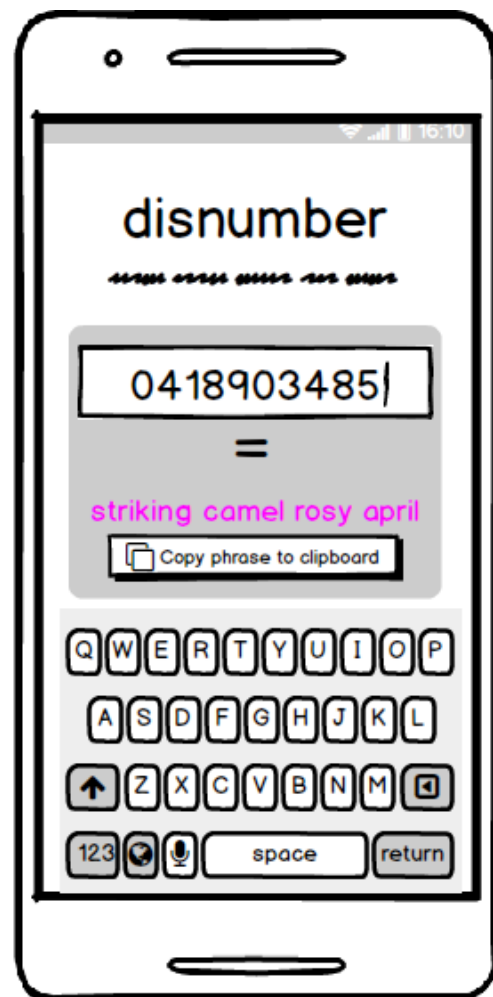 16:10
disnumber
0418903485
=
striking camel rosy april
Copy phrase to clipboard
Q W E R T Y U I O P
A S D F G H J K L
Z X C V B N M
123 space return